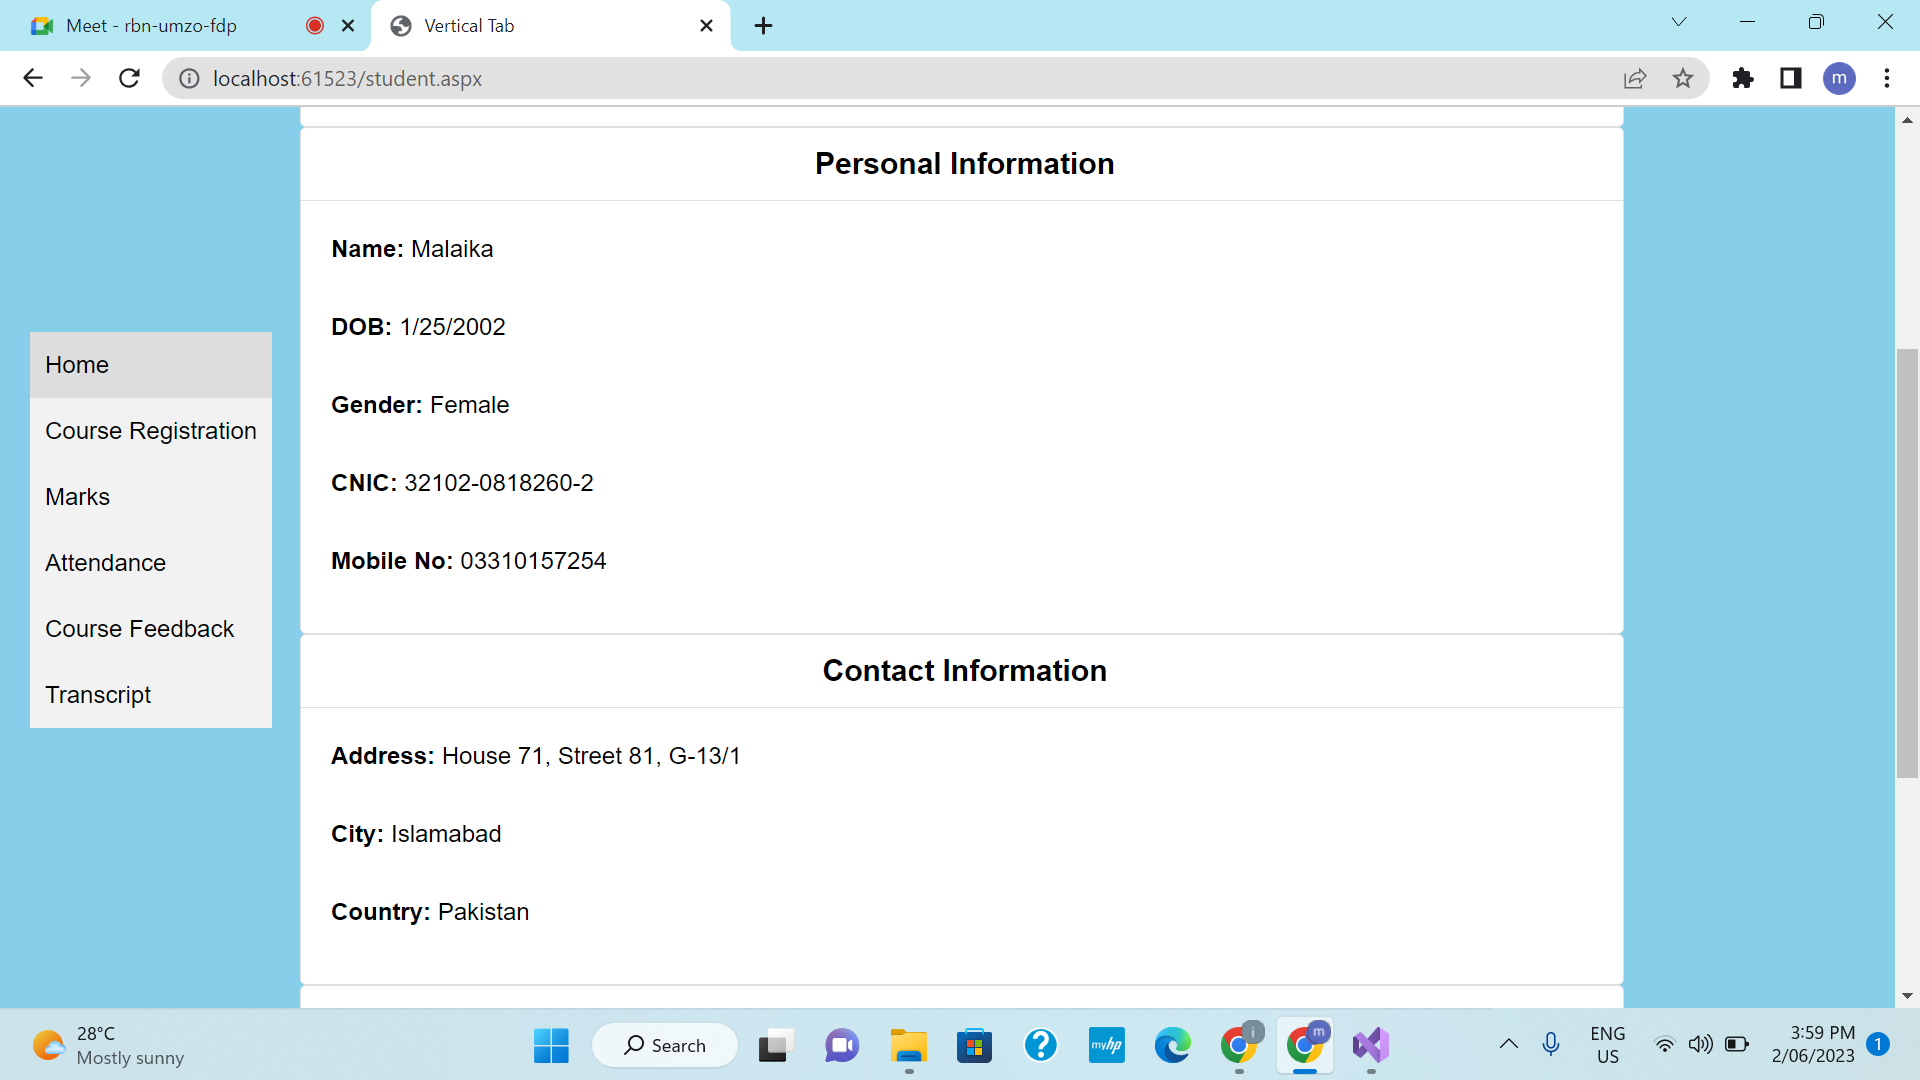 Meet - rbn-umzo-fdp
Vertical Tab
localhost:61523/student.aspx
m
Personal Information
Name: Malaika
DOB: 1/25/2002
Gender: Female
CNIC: 32102-0818260-2
Mobile No: 03310157254
Home
Course Registration
Marks
Attendance
Course Feedback
Transcript
Contact Information
Address: House 71, Street 81, G-13/1
City: Islamabad
Country: Pakistan
28°C
Mostly sunny
Search
myhp
i
m
ENG
US
3:59 PM
2/06/2023
1